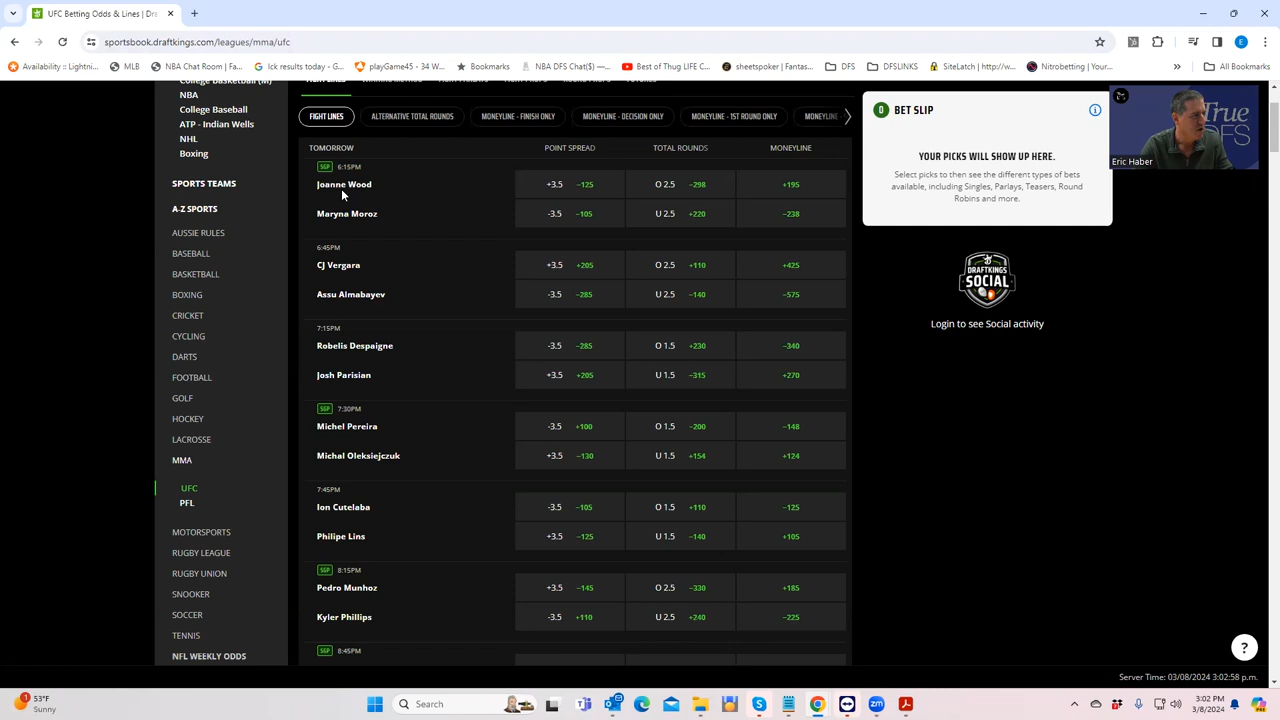 UFC Betting Odds & Lines | Dra
sportsbook.draftkings.com/leagues/mma/ufc
Availability :: Lightni... MLB NBA Chat Room | Fa... Ick results today - G... playGame45 - 34 W... Bookmarks NBA DFS Chat(S)... Best of Thug LIFE C... sheetspoker | Fantas... DFS DFSLINKS SiteLatch | http://w... Nitrobetting | Your... All Bookmarks
College Basketball (M)
NBA
College Baseball
ATP - Indian Wells
NHL
Boxing
SPORTS TEAMS
A-Z SPORTS
AUSSIE RULES
BASEBALL
BASKETBALL
BOXING
CRICKET
CYCLING
DARTS
FOOTBALL
GOLF
HOCKEY
LACROSSE
MMA
UFC
PFL
MOTORSPORTS
RUGBY LEAGUE
RUGBY UNION
SNOOKER
SOCCER
TENNIS
NFL WEEKLY ODDS
FIGHT LINES ALTERNATIVE TOTAL ROUNDS MONEYLINE - FINISH ONLY MONEYLINE - DECISION ONLY MONEYLINE - 1ST ROUND ONLY MONEYLINE -
TOMORROW POINT SPREAD TOTAL ROUNDS MONEYLINE
SGP 6:15PM
Joanne Wood +3.5 −125 O 2.5 −298 +195
Maryna Moroz -3.5 −105 U 2.5 +220 −238
6:45PM
CJ Vergara +3.5 +205 O 2.5 +110 +425
Assu Almabayev -3.5 −285 U 2.5 −140 −575
7:15PM
Robelis Despaigne -3.5 −285 O 1.5 +230 −340
Josh Parisian +3.5 +205 U 1.5 −315 +270
SGP 7:30PM
Michel Pereira -3.5 +100 O 1.5 −200 −148
Michal Oleksiejczuk +3.5 −130 U 1.5 +154 +124
7:45PM
Ion Cutelaba -3.5 −105 O 1.5 +110 −125
Philipe Lins +3.5 −125 U 1.5 −140 +105
SGP 8:15PM
Pedro Munhoz +3.5 −145 O 2.5 −330 +185
Kyler Phillips -3.5 +110 U 2.5 +240 −225
SGP 8:45PM
0 BET SLIP
YOUR PICKS WILL SHOW UP HERE.
Select picks to then see the different types of bets
available, including Singles, Parlays, Teasers, Round
Robins and more.
DRAFTKINGS
SOCIAL
Login to see Social activity
True
DFS
Eric Haber
?
Server Time: 03/08/2024 3:02:58 p.m.
53°F
Sunny
Search
3:02 PM
3/8/2024